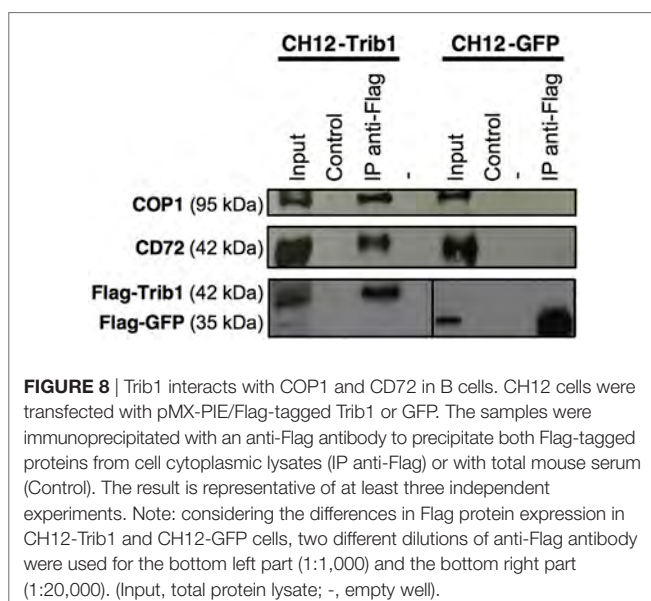 CH12-Trib1 CH12-GFP
Input Control IP anti-Flag - Input Control - IP anti-Flag
COP1 (95 kDa)
CD72 (42 kDa)
Flag-Trib1 (42 kDa)
Flag-GFP (35 kDa)
FIGURE 8 | Trib1 interacts with COP1 and CD72 in B cells. CH12 cells were
transfected with pMX-PIE/Flag-tagged Trib1 or GFP. The samples were
immunoprecipitated with an anti-Flag antibody to precipitate both Flag-tagged
proteins from cell cytoplasmic lysates (IP anti-Flag) or with total mouse serum
(Control). The result is representative of at least three independent
experiments. Note: considering the differences in Flag protein expression in
CH12-Trib1 and CH12-GFP cells, two different dilutions of anti-Flag antibody
were used for the bottom left part (1:1,000) and the bottom right part
(1:20,000). (Input, total protein lysate; -, empty well).